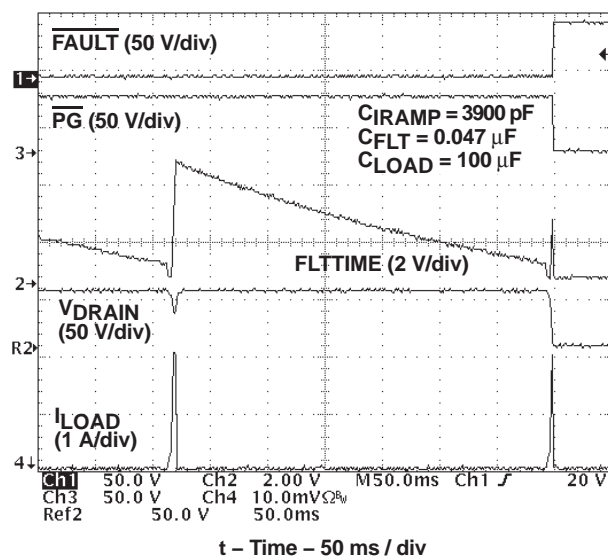 FAULT (50 V/div)
1
PG (50 V/div)
CIRAMP = 3900 pF
CFLT = 0.047 μF
CLOAD = 100 μF
3
FLTTIME (2 V/div)
2
VDRAIN
(50 V/div)
R2
ILOAD
(1 A/div)
4
Ch1 50.0 V Ch2 2.00 V M50.0ms Ch1 20 V
Ch3 50.0 V Ch4 10.0mVΩBW
Ref2 50.0 V 50.0ms
t – Time – 50 ms / div